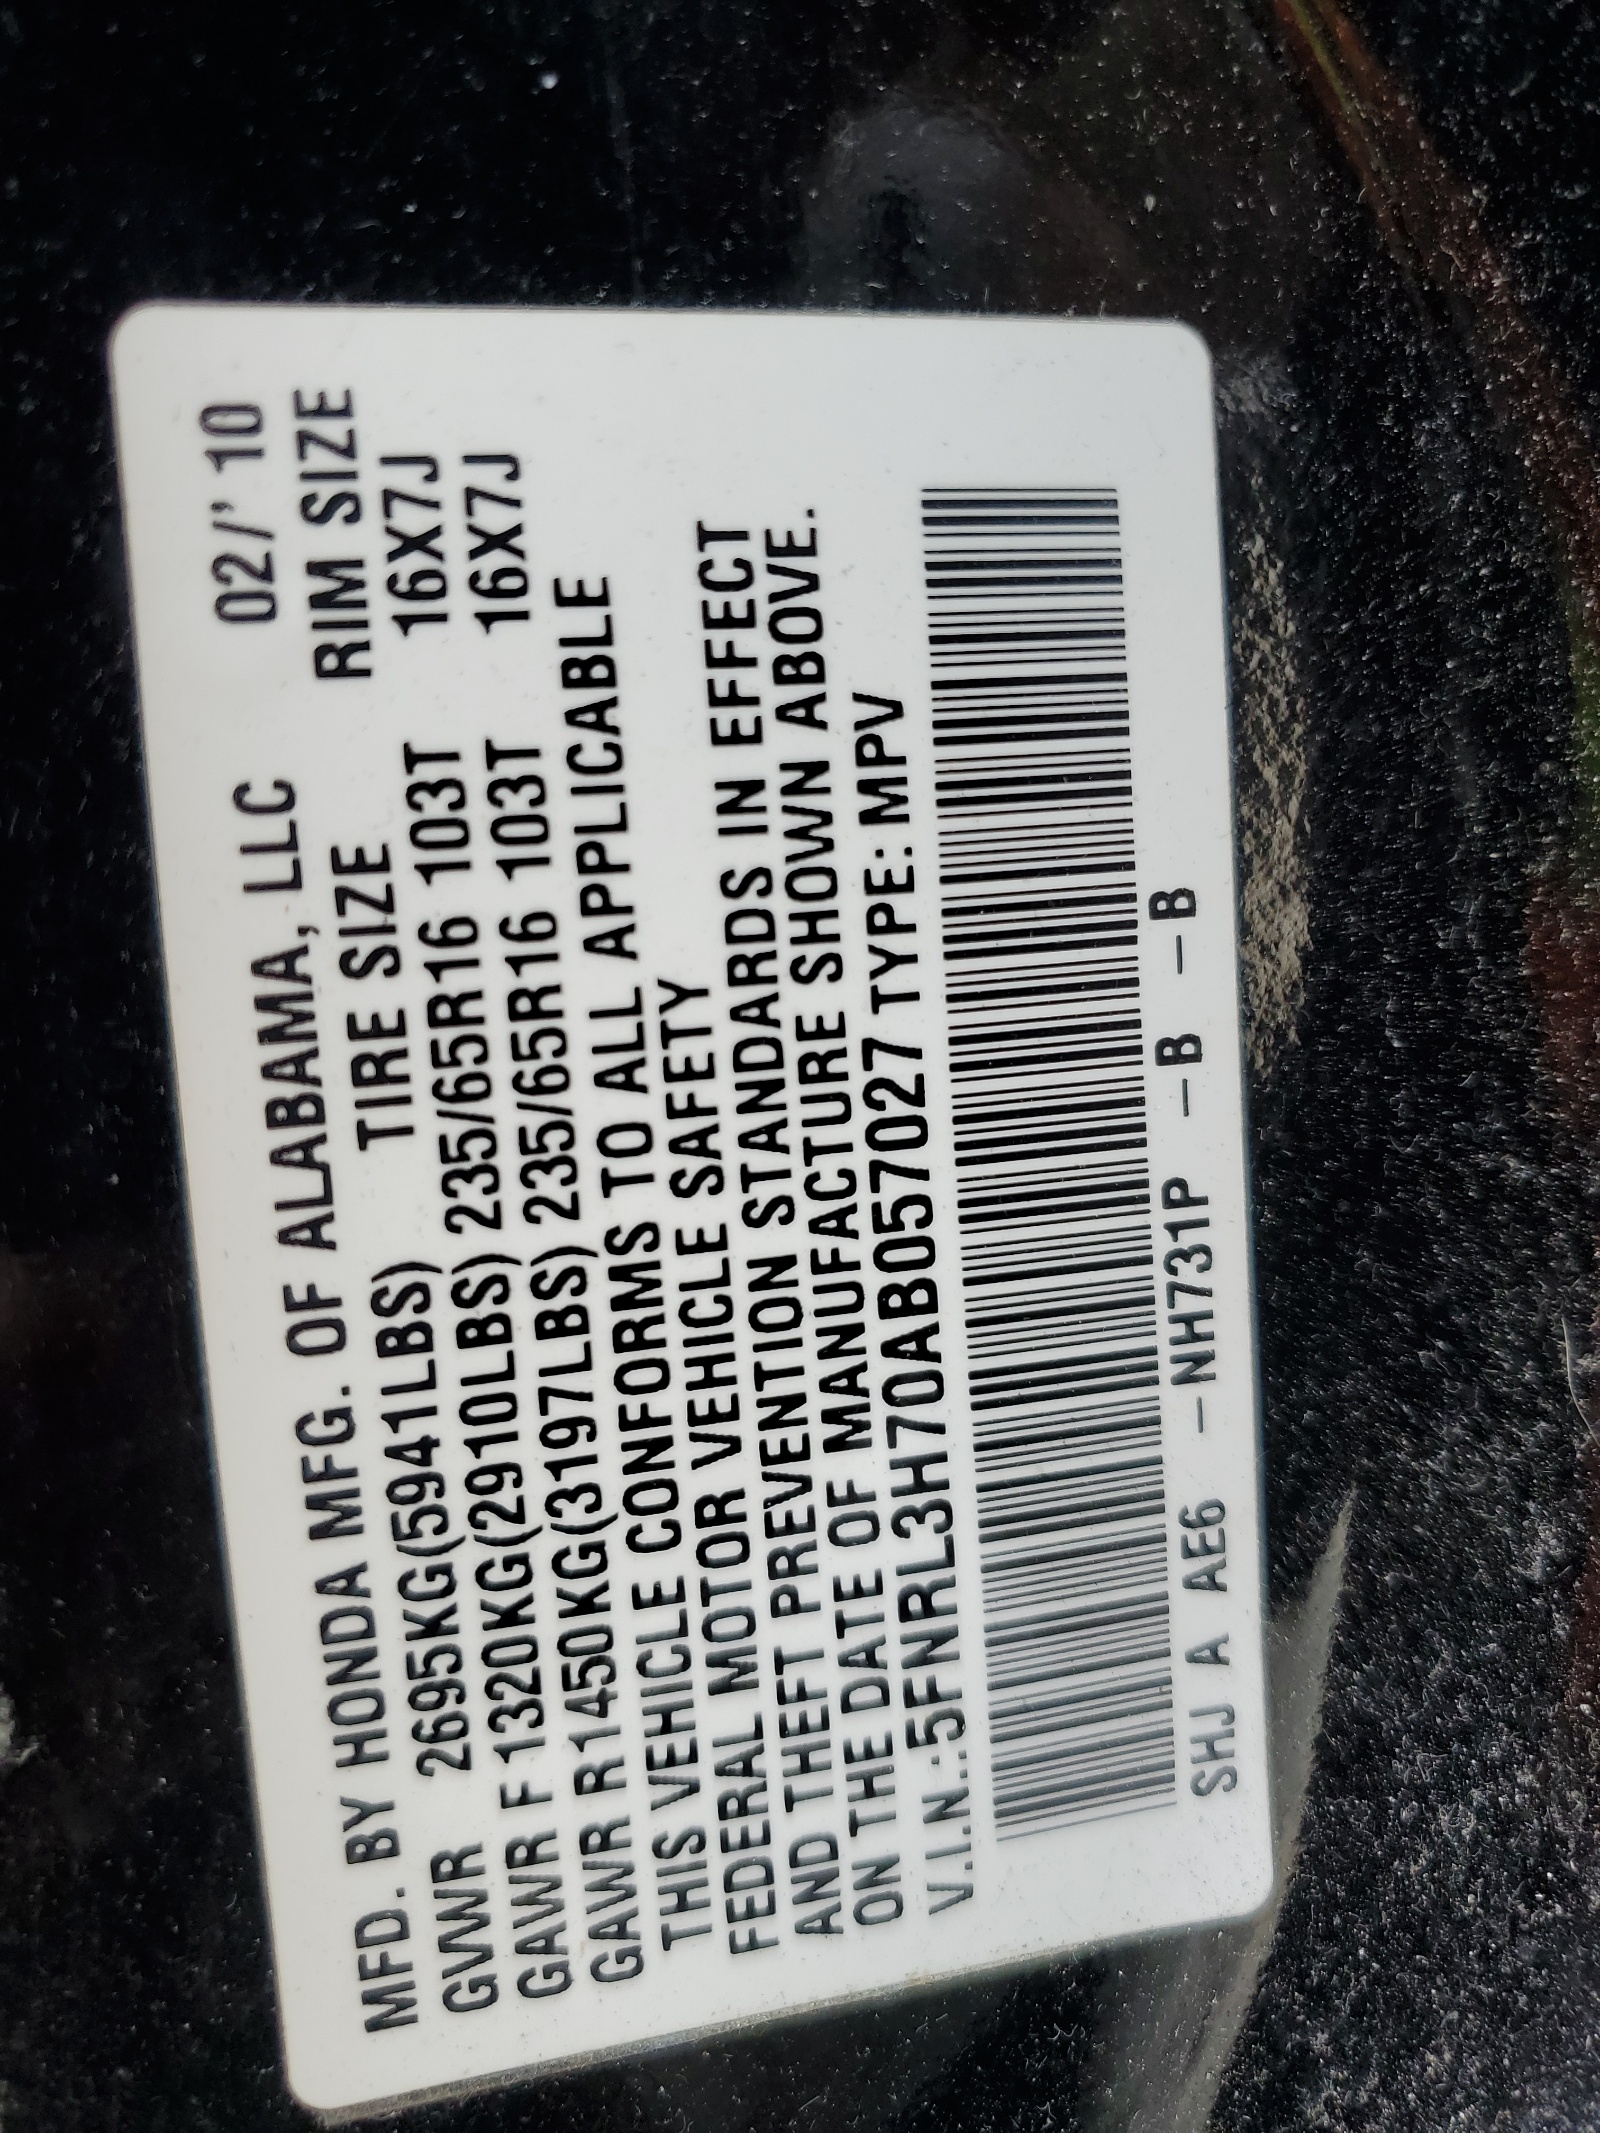 MFD. BY HONDA MFG. OF ALABAMA, LLC 02/'10
TIRE SIZE RIM SIZE
GVWR 2695KG(5941LBS)
GAWR F 1320KG(2910LBS) 235/65R16 103T 16X7J
GAWR R1450KG(3197LBS) 235/65R16 103T 16X7J
THIS VEHICLE CONFORMS TO ALL APPLICABLE
FEDERAL MOTOR VEHICLE SAFETY
AND THEFT PREVENTION STANDARDS IN EFFECT
ON THE DATE OF MANUFACTURE SHOWN ABOVE.
V.I.N.:5FNRL3H70AB057027 TYPE: MPV
SHJ A AE6 -NH731P -B -B